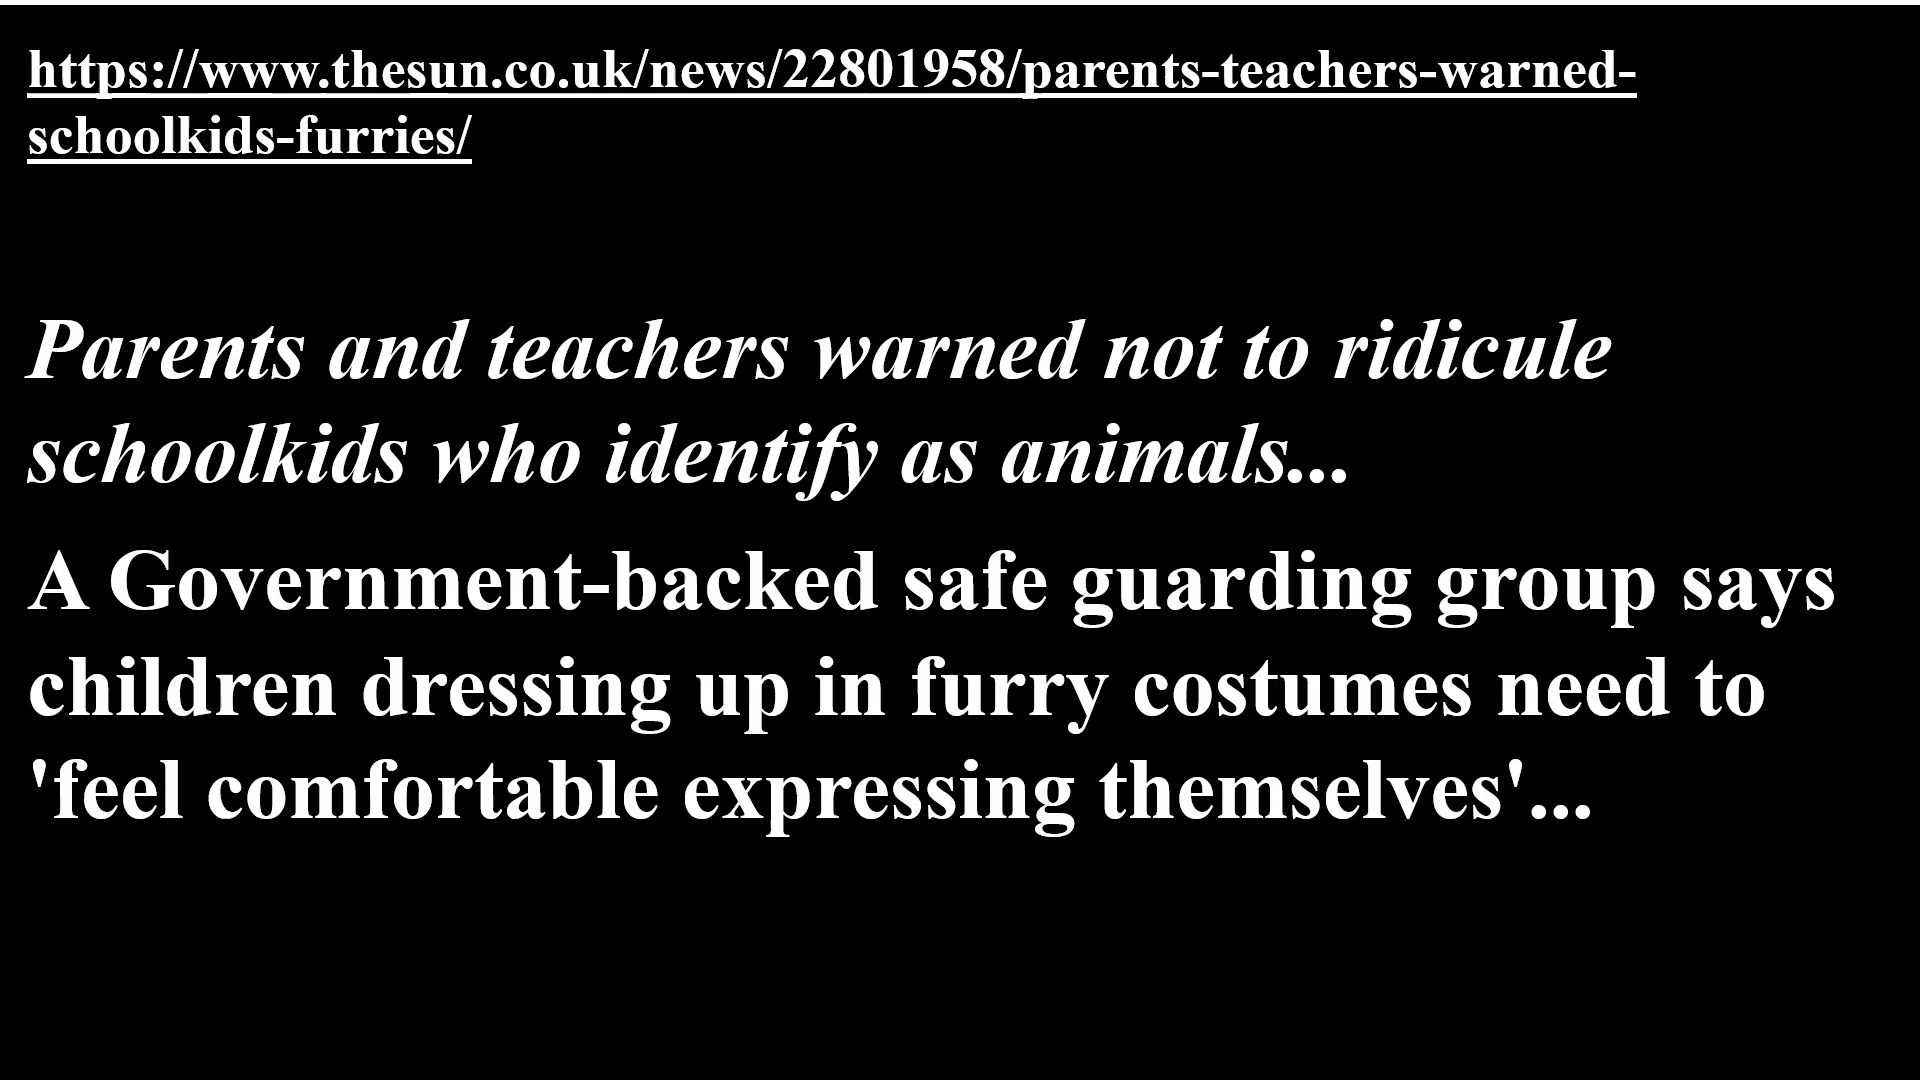 https://www.thesun.co.uk/news/22801958/parents-teachers-warned-
schoolkids-furries/
Parents and teachers warned not to ridicule
schoolkids who identify as animals...
A Government-backed safe guarding group says
children dressing up in furry costumes need to
'feel comfortable expressing themselves'...